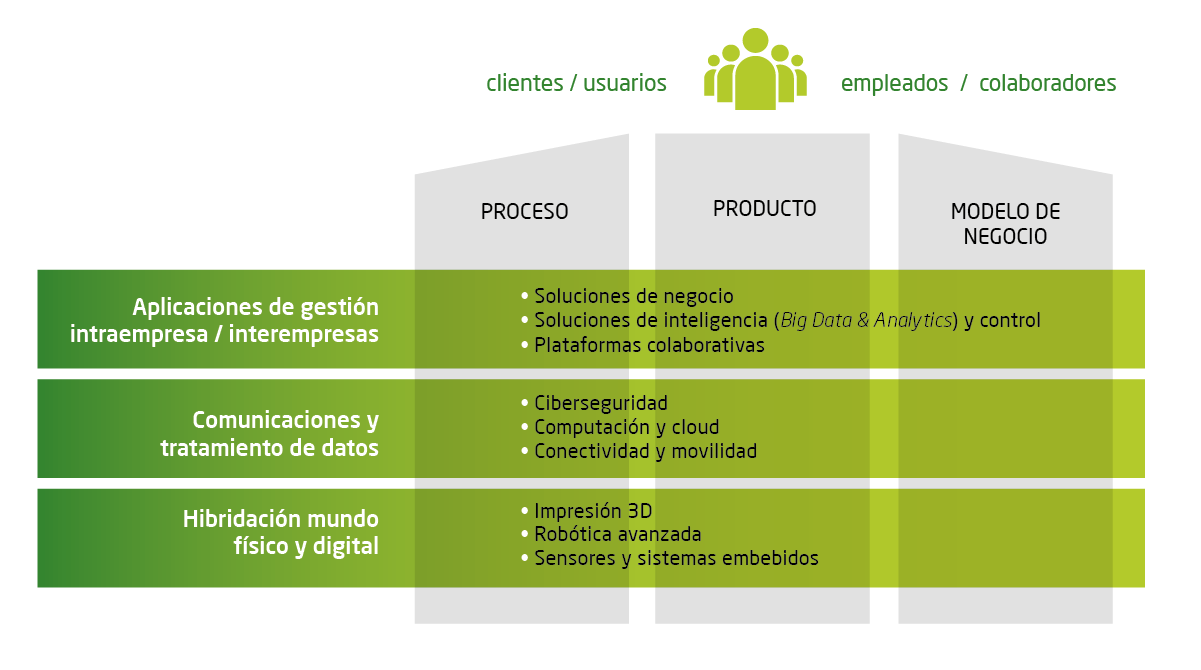 clientes / usuarios
empleados / colaboradores
PROCESO
PRODUCTO
MODELO DE
NEGOCIO
Aplicaciones de gestión
intraempresa / interempresas
• Soluciones de negocio
• Soluciones de inteligencia (Big Data & Analytics) y control
• Plataformas colaborativas
Comunicaciones y
tratamiento de datos
• Ciberseguridad
• Computación y cloud
• Conectividad y movilidad
Hibridación mundo
físico y digital
• Impresión 3D
• Robótica avanzada
• Sensores y sistemas embebidos